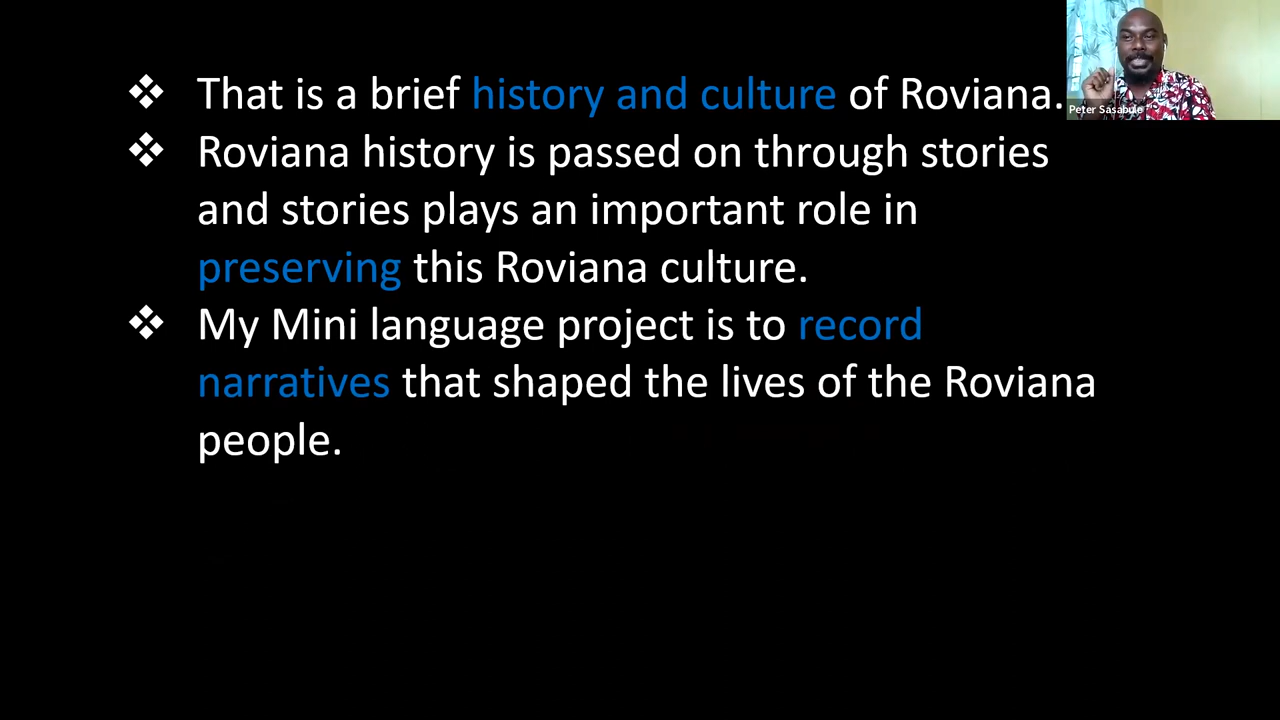 ❖ That is a brief history and culture of Roviana.
❖ Roviana history is passed on through stories
and stories plays an important role in
preserving this Roviana culture.
❖ My Mini language project is to record
narratives that shaped the lives of the Roviana
people.
Peter Sasabule